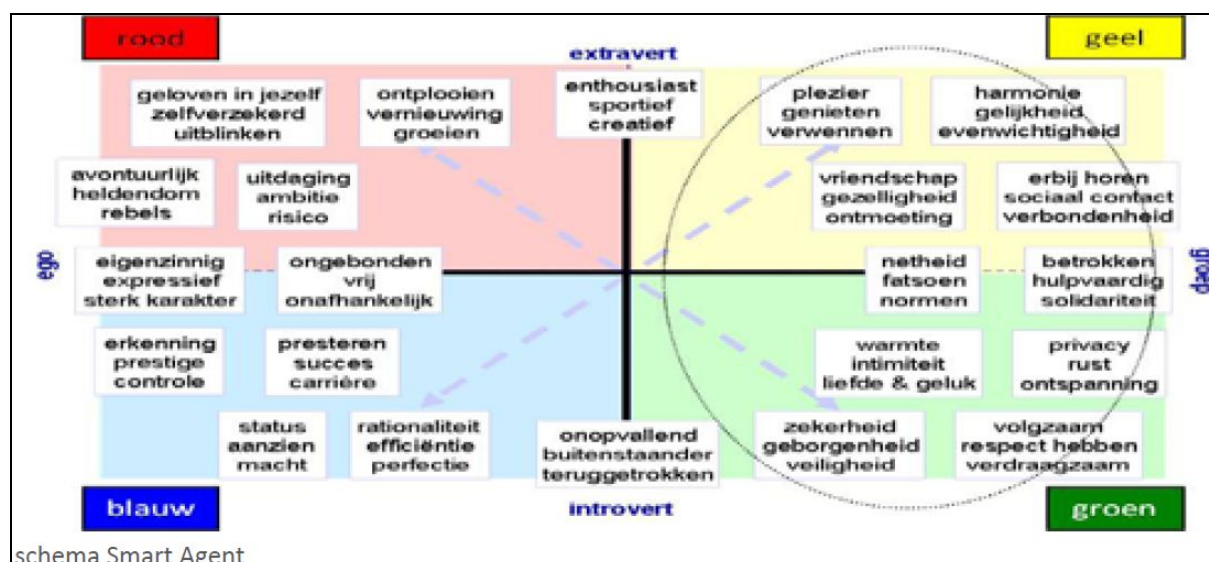 rood
geel
extravert
geloven in jezelf
zelfverzekerd
uitblinken
ontplooien
vernieuwing
groeien
enthousiast
sportief
creatief
plezier
genieten
verwennen
harmonie
gelijkheid
evenwichtigheid
avontuurlijk
heldendom
rebels
uitdaging
ambitie
risico
vriendschap
gezelligheid
ontmoeting
erbij horen
sociaal contact
verbondenheid
ego
eigenzinnig
expressief
sterk karakter
ongebonden
vrij
onafhankelijk
netheid
fatsoen
normen
betrokken
hulpvaardig
solidariteit
groep
erkenning
prestige
controle
presteren
succes
carrière
warmte
intimiteit
liefde & geluk
privacy
rust
ontspanning
status
aanzien
macht
rationaliteit
efficiëntie
perfectie
onopvallend
buitenstaander
teruggetrokken
zekerheid
geborgenheid
veiligheid
volgzaam
respect hebben
verdraagzaam
blauw
introvert
groen
schema Smart Agent